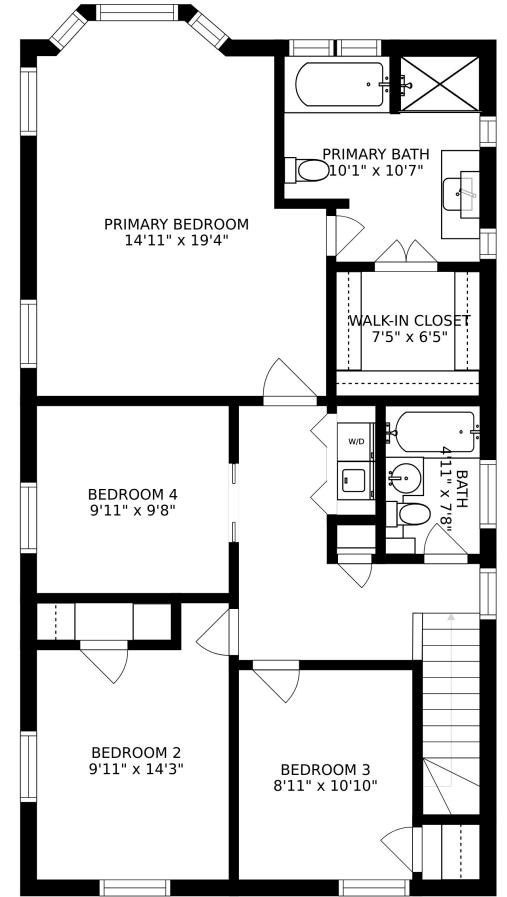 PRIMARY BATH
10'1" x 10'7"
PRIMARY BEDROOM
14'11" x 19'4"
WALK-IN CLOSET
7'5" x 6'5"
W/D
BATH
4'11" x 7'8"
BEDROOM 4
9'11" x 9'8"
BEDROOM 2
9'11" x 14'3"
BEDROOM 3
8'11" x 10'10"